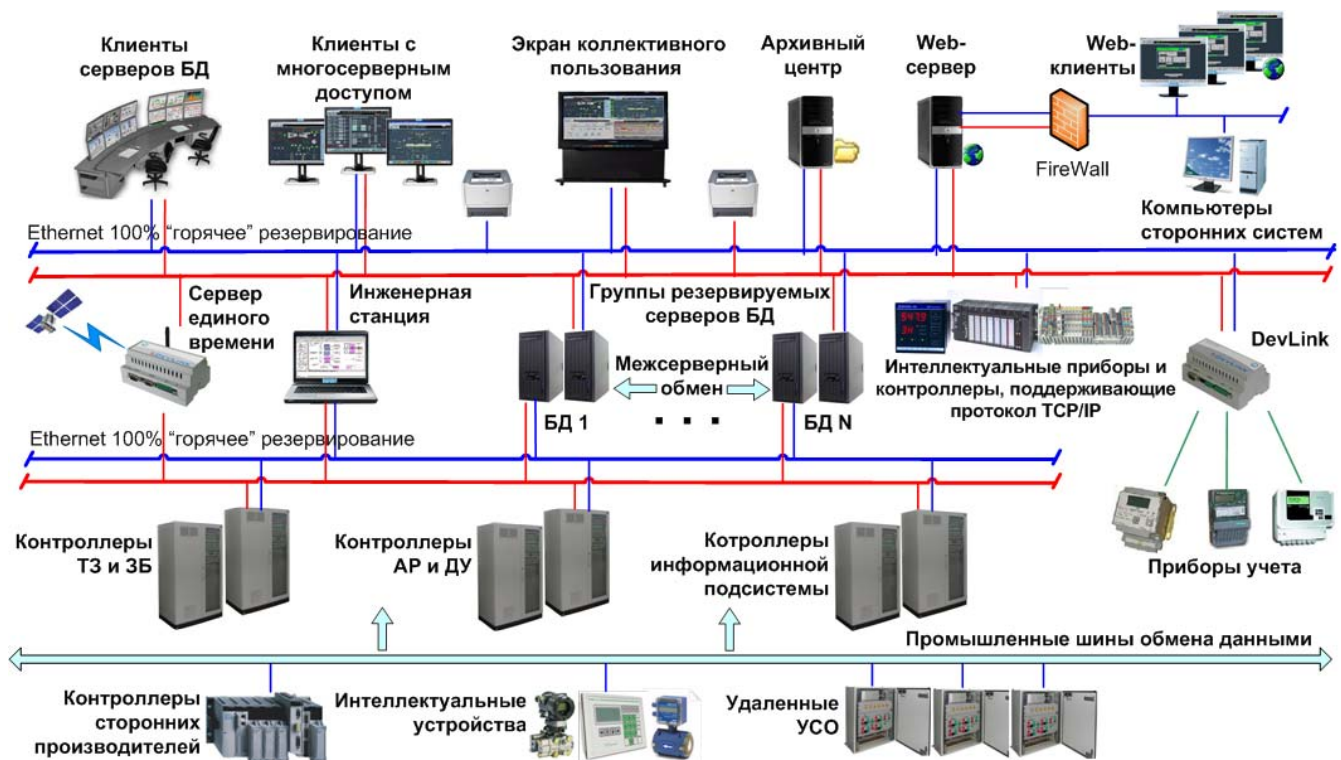 Клиенты
серверов БД
Клиенты с
многосерверным
доступом
Экран коллективного
пользования
Архивный
центр
Web-
сервер
Web-
клиенты
FireWall
Компьютеры
сторонних систем
Ethernet 100% “горячее” резервирование
Сервер
единого
времени
Инженерная
станция
Группы резервируемых
серверов БД
Межсерверный
обмен
БД 1
. . .
БД N
Интеллектуальные приборы и
контроллеры, поддерживающие
протокол TCP/IP
DevLink
Ethernet 100% “горячее” резервирование
Контроллеры
ТЗ и ЗБ
Контроллеры
АР и ДУ
Котроллеры
информационной
подсистемы
Приборы учета
Промышленные шины обмена данными
Контроллеры
сторонних
производителей
Интеллектуальные
устройства
Удаленные
УСО